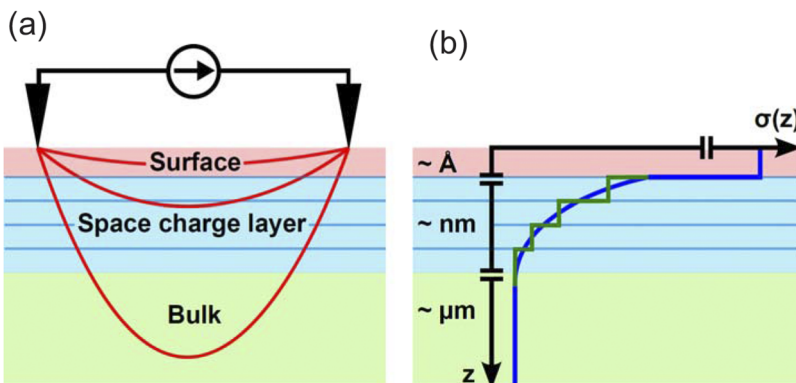 (a)
Surface
Space charge layer
Bulk
(b)
σ(z)
~ Å
~ nm
~ µm
z